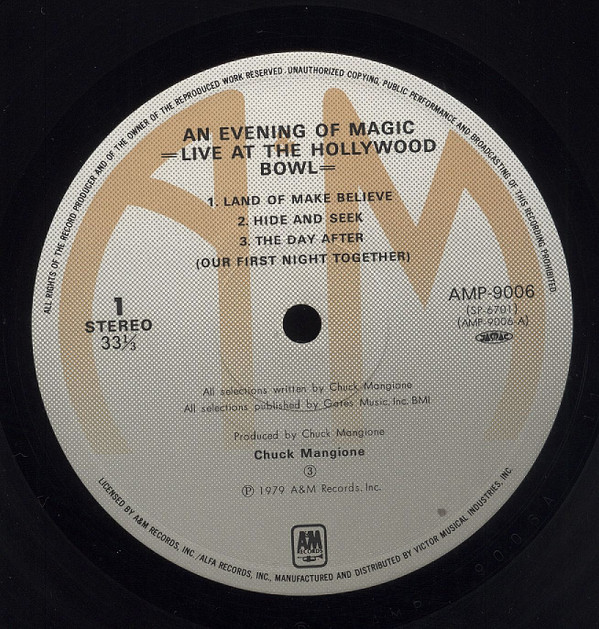 ALL RIGHTS OF THE RECORD PRODUCER AND OF THE OWNER OF THE REPRODUCED WORK RESERVED. UNAUTHORIZED COPYING, PUBLIC PERFORMANCE AND BROADCASTING OF THIS RECORDING PROHIBITED
AN EVENING OF MAGIC
=LIVE AT THE HOLLYWOOD
BOWL=
1. LAND OF MAKE BELIEVE
2. HIDE AND SEEK
3. THE DAY AFTER
(OUR FIRST NIGHT TOGETHER)
1
STEREO
33⅓
AMP-9006
(SP-6701)
(AMP-9006-A)
JASRAC
All selections written by Chuck Mangione
All selections published by Gates Music, Inc. BMI
Produced by Chuck Mangione
Chuck Mangione
③
Ⓟ 1979 A&M Records, Inc.
A&M
RECORDS
LICENSED BY A&M RECORDS, INC./ALFA RECORDS, INC., MANUFACTURED AND DISTRIBUTED BY VICTOR MUSICAL INDUSTRIES, INC.